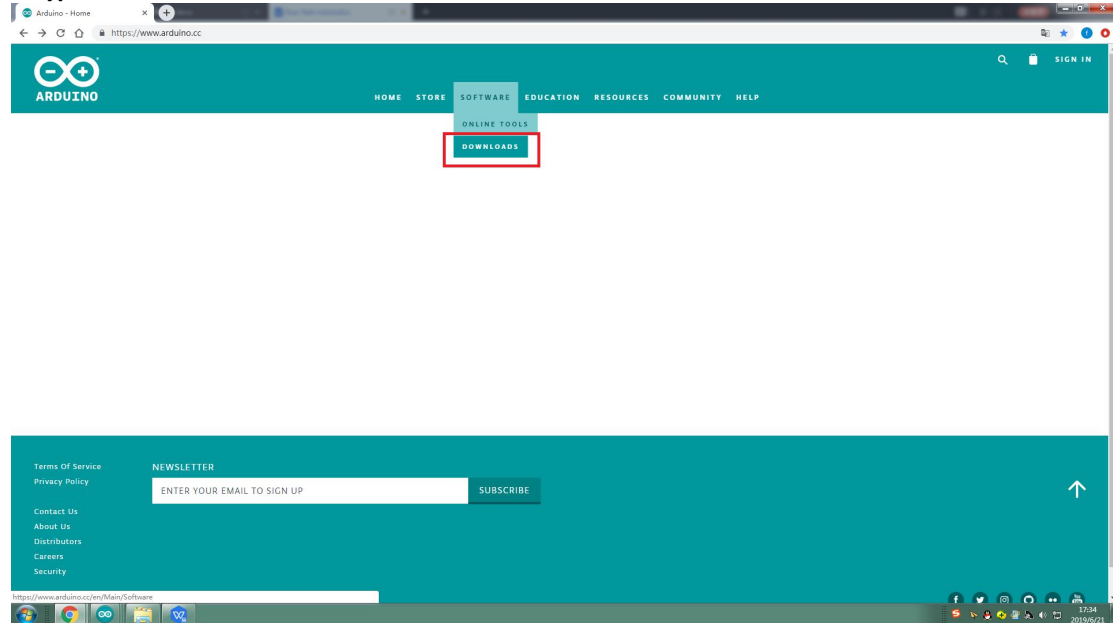 Arduino - Home
https://www.arduino.cc
SIGN IN
ARDUINO
HOME STORE SOFTWARE EDUCATION RESOURCES COMMUNITY HELP
ONLINE TOOLS
DOWNLOADS
Terms Of Service
Privacy Policy
Contact Us
About Us
Distributors
Careers
Security
NEWSLETTER
ENTER YOUR EMAIL TO SIGN UP
SUBSCRIBE
https://www.arduino.cc/en/Main/Software
17:34
2019/6/21